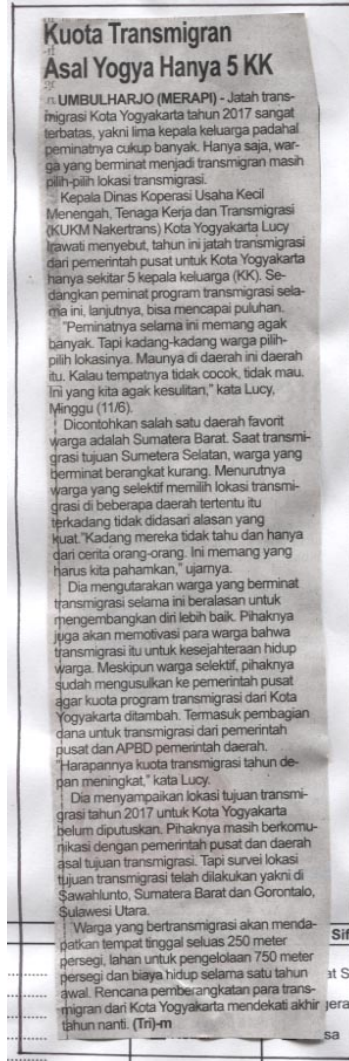 Kuota Transmigran
Asal Yogya Hanya 5 KK
UMBULHARJO (MERAPI) - Jatah trans-
migrasi Kota Yogyakarta tahun 2017 sangat
terbatas, yakni lima kepala keluarga padahal
peminatnya cukup banyak. Hanya saja, war-
ga yang berminat menjadi transmigran masih
pilih-pilih lokasi transmigrasi.
Kepala Dinas Koperasi Usaha Kecil
Menengah, Tenaga Kerja dan Transmigrasi
(KUKM Nakertrans) Kota Yogyakarta Lucy
Irawati menyebut, tahun ini jatah transmigrasi
dari pemerintah pusat untuk Kota Yogyakarta
hanya sekitar 5 kepala keluarga (KK). Se-
dangkan peminat program transmigrasi sela-
ma ini, lanjutnya, bisa mencapai puluhan.
"Peminatnya selama ini memang agak
banyak. Tapi kadang-kadang warga pilih-
pilih lokasinya. Maunya di daerah ini daerah
itu. Kalau tempatnya tidak cocok, tidak mau.
Ini yang kita agak kesulitan," kata Lucy,
Minggu (11/6).
Dicontohkan salah satu daerah favorit
warga adalah Sumatera Barat. Saat transmi-
grasi tujuan Sumetera Selatan, warga yang
berminat berangkat kurang. Menurutnya
warga yang selektif memilih lokasi transmi-
grasi di beberapa daerah tertentu itu
terkadang tidak didasari alasan yang
kuat."Kadang mereka tidak tahu dan hanya
dari cerita orang-orang. Ini memang yang
harus kita pahamkan," ujarnya.
Dia mengutarakan warga yang berminat
transmigrasi selama ini beralasan untuk
mengembangkan diri lebih baik. Pihaknya
juga akan memotivasi para warga bahwa
transmigrasi itu untuk kesejahteraan hidup
warga. Meskipun warga selektif, pihaknya
sudah mengusulkan ke pemerintah pusat
agar kuota program transmigrasi dari Kota
Yogyakarta ditambah. Termasuk pembagian
dana untuk transmigrasi dari pemerintah
pusat dan APBD pemerintah daerah.
"Harapannya kuota transmigrasi tahun de-
pan meningkat," kata Lucy.
Dia menyampaikan lokasi tujuan transmi-
grasi tahun 2017 untuk Kota Yogyakarta
belum diputuskan. Pihaknya masih berkomu-
nikasi dengan pemerintah pusat dan daerah
asal tujuan transmigrasi. Tapi survei lokasi
tujuan transmigrasi telah dilakukan yakni di
Sawahlunto, Sumatera Barat dan Gorontalo,
Sulawesi Utara.
Warga yang bertransmigrasi akan menda-
patkan tempat tinggal seluas 250 meter
persegi, lahan untuk pengelolaan 750 meter
persegi dan biaya hidup selama satu tahun
awal. Rencana pemberangkatan para trans-
migran dari Kota Yogyakarta mendekati akhir
tahun nanti. (Tri)-m
Sif
at S
jera
sa